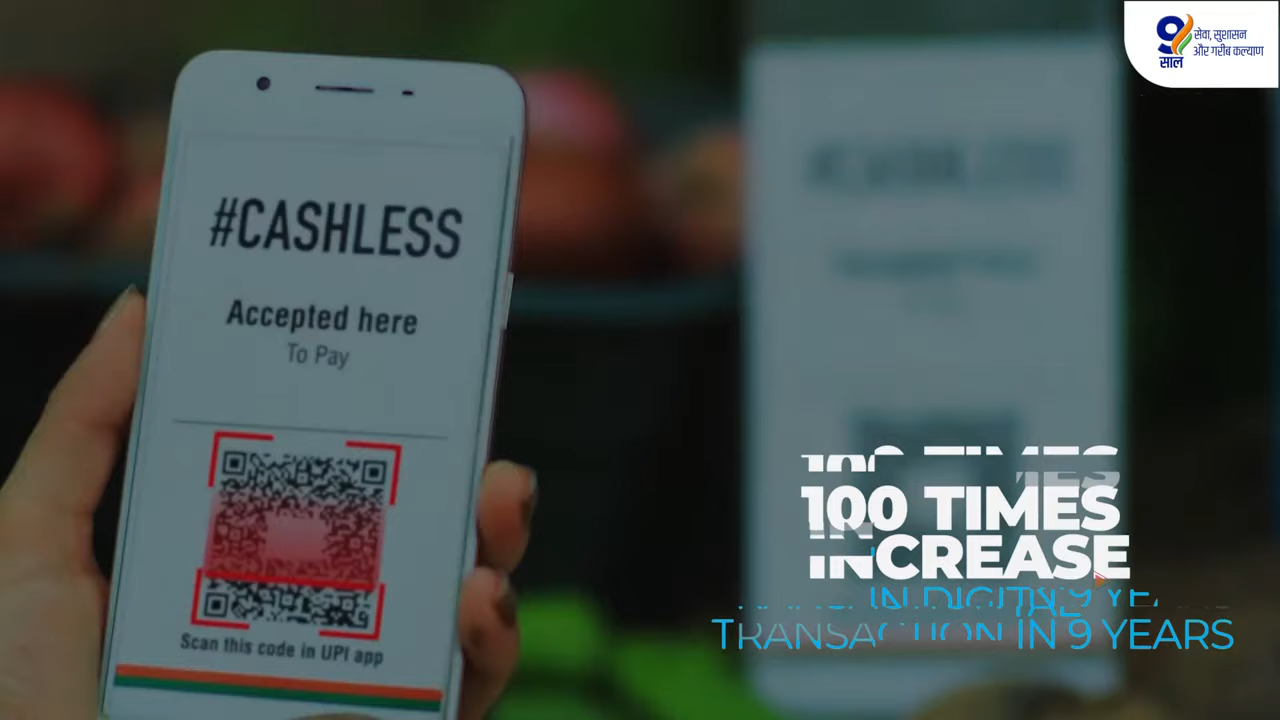 9 साल
सेवा, सुशासन
और गरीब कल्याण
#CASHLESS
Accepted here
To Pay
Scan this code in UPI app
100 TIMES
INCREASE
IN DIGITAL
TRANSACTION IN 9 YEARS